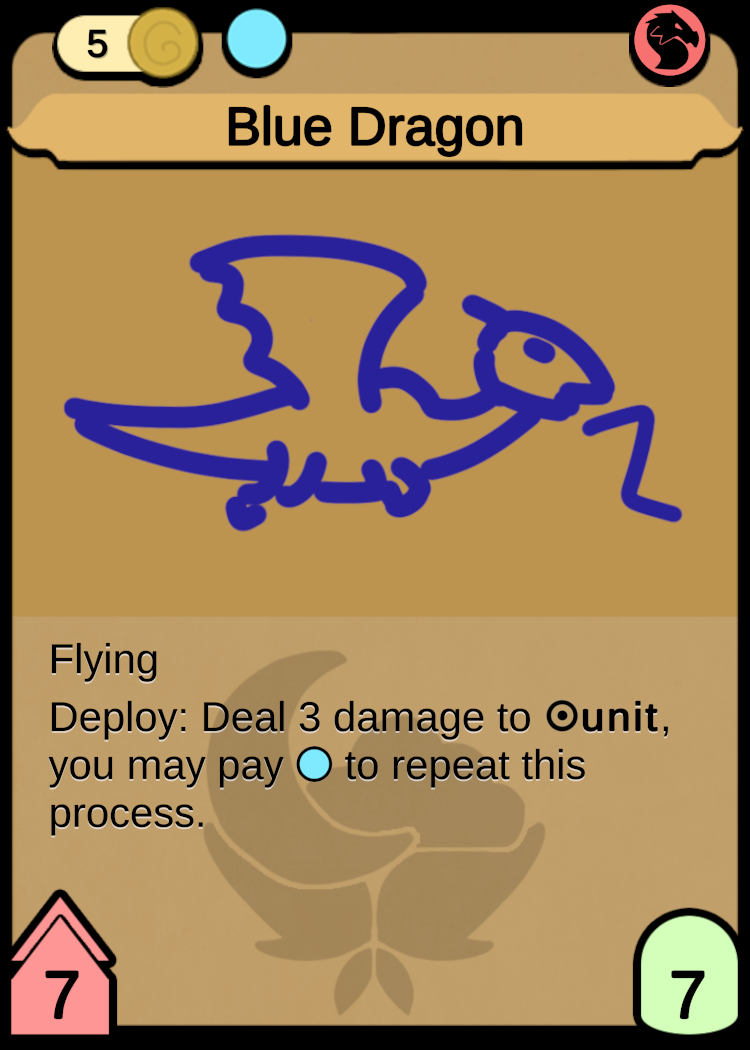 5
Blue Dragon
Flying
Deploy: Deal 3 damage to unit,
you may pay to repeat this
process.
7
7